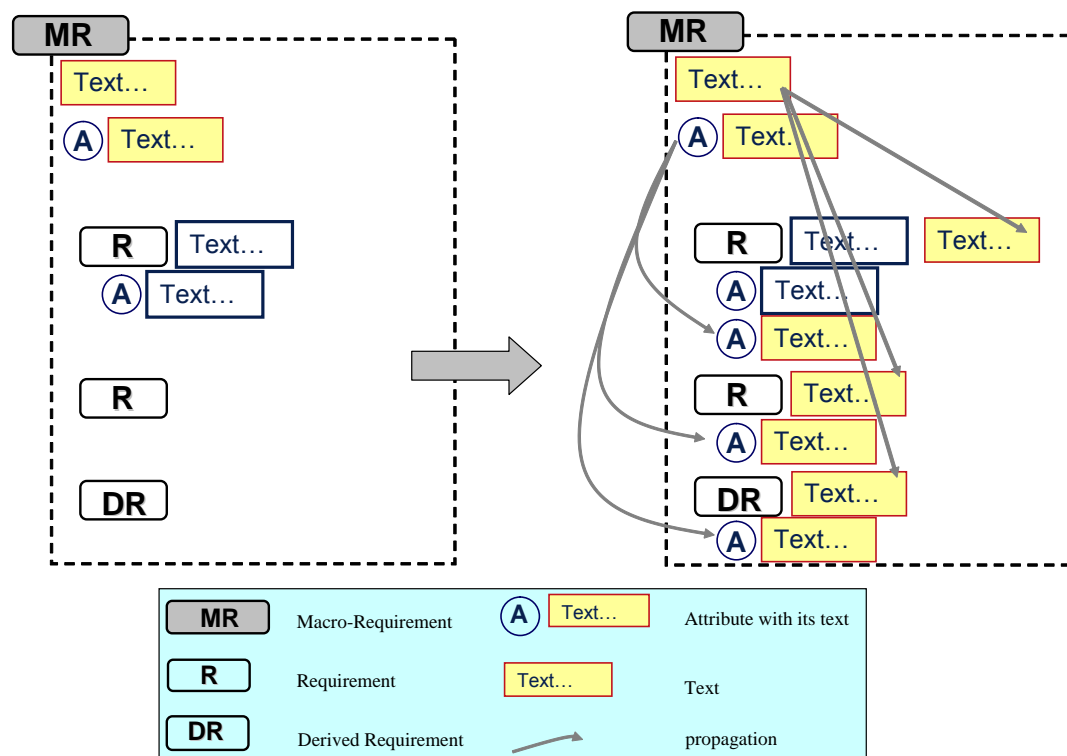 MR
Text…
A Text…
R Text…
A Text…
R
DR
MR
Text…
A Text…
R Text… Text…
A Text…
A Text…
R Text…
A Text…
DR Text…
A Text…
MR Macro-Requirement A Text… Attribute with its text
R Requirement Text… Text
DR Derived Requirement propagation